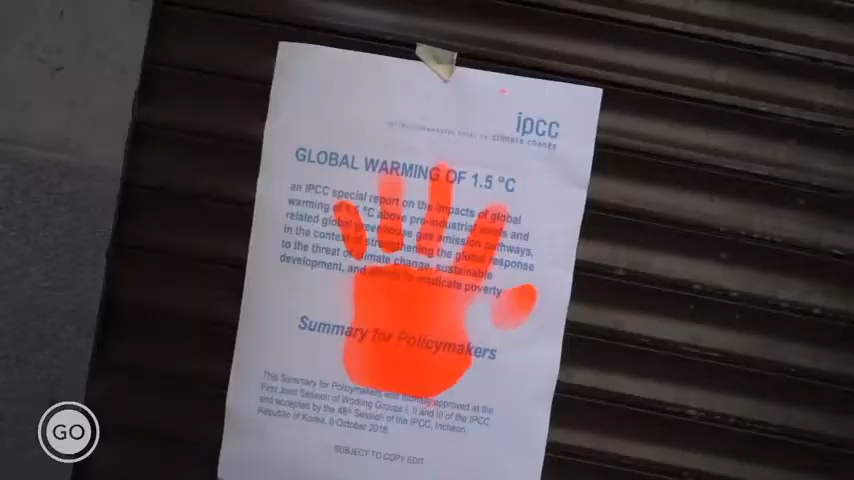 ipcc
INTERGOVERNMENTAL PANEL ON climate change
GLOBAL WARMING OF 1.5 °C
an IPCC special report on the impacts of global
warming of 1.5 °C above pre-industrial levels and
related global greenhouse gas emission pathways,
in the context of strengthening the global response
to the threat of climate change, sustainable
development, and efforts to eradicate poverty
Summary for Policymakers
This Summary for Policymakers was formally approved at the
First Joint Session of Working Groups I, II and III of the IPCC
and accepted by the 48th Session of the IPCC, Incheon,
Republic of Korea, 6 October 2018.
SUBJECT TO COPY EDIT
GO